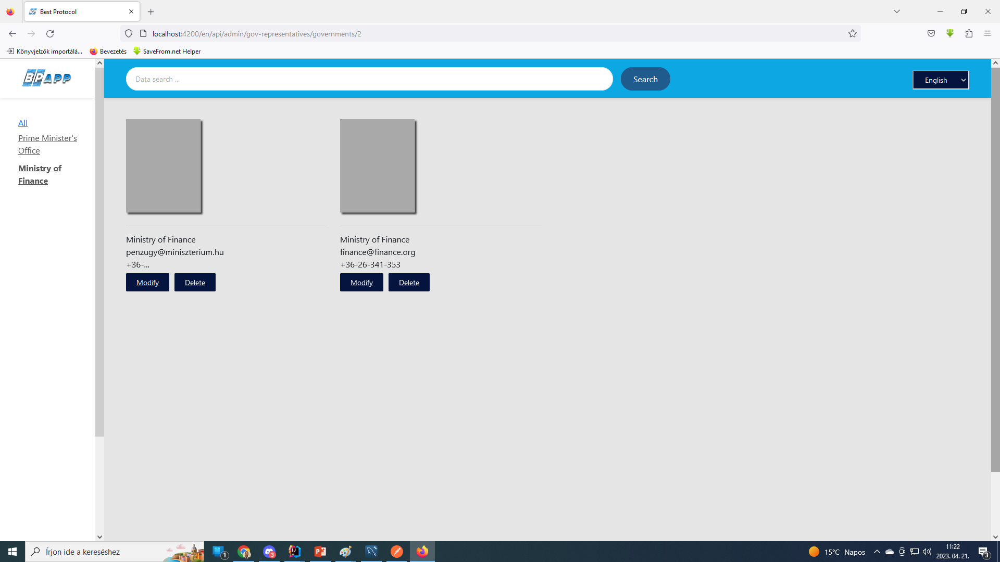 Best Protocol
localhost:4200/en/api/admin/gov-representatives/governments/2
Könyvjelzők importálá...
Bevezetés
SaveFrom.net Helper
BPAPP
Data search ...
Search
English
All
Prime Minister's
Office
Ministry of
Finance
Ministry of Finance
penzugy@miniszterium.hu
+36-...
Modify
Delete
Ministry of Finance
finance@finance.org
+36-26-341-353
Modify
Delete
Írjon ide a kereséshez
1
3
15°C Napos
11:22
2023. 04. 21.
3